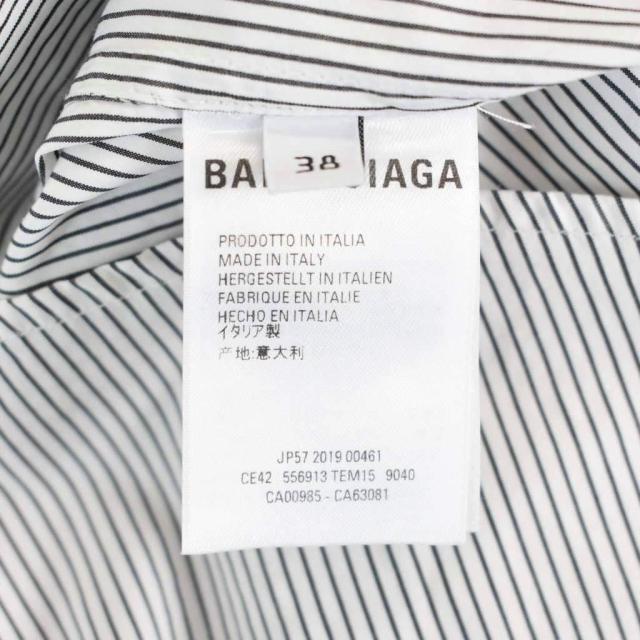 38
BA IAGA
PRODOTTO IN ITALIA
MADE IN ITALY
HERGESTELLT IN ITALIEN
FABRIQUE EN ITALIE
HECHO EN ITALIA
イタリア製
产地:意大利
JP57 2019 00461
CE42 556913 TEM15 9040
CA00985 - CA63081